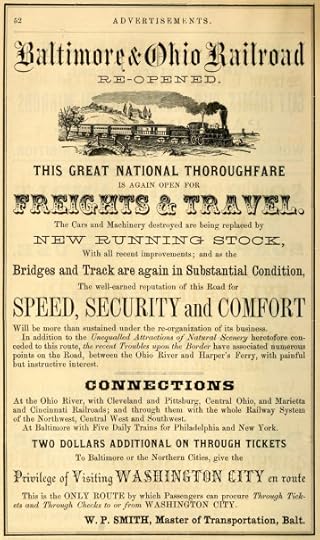 52 ADVERTISEMENTS.
Baltimore & Ohio Railroad
RE-OPENED.
THIS GREAT NATIONAL THOROUGHFARE
IS AGAIN OPEN FOR
FREIGHTS & TRAVEL.
The Cars and Machinery destroyed are being replaced by
NEW RUNNING STOCK,
With all recent improvements; and as the
Bridges and Track are again in Substantial Condition,
The well-earned reputation of this Road for
SPEED, SECURITY and COMFORT
Will be more than sustained under the re-organization of its business.
In addition to the Unequalled Attractions of Natural Scenery heretofore con-
ceded to this route, the recent Troubles upon the Border have associated numerous
points on the Road, between the Ohio River and Harper's Ferry, with painful
but instructive interest.
CONNECTIONS
At the Ohio River, with Cleveland and Pittsburg, Central Ohio, and Marietta
and Cincinnati Railroads; and through them with the whole Railway System
of the Northwest, Central West and Southwest.
At Baltimore with Five Daily Trains for Philadelphia and New York.
TWO DOLLARS ADDITIONAL ON THROUGH TICKETS
To Baltimore or the Northern Cities, give the
Privilege of Visiting WASHINGTON CITY en route
This is the ONLY ROUTE by which Passengers can procure Through Tick-
ets and Through Checks to or from WASHINGTON CITY.
W. P. SMITH, Master of Transportation, Balt.